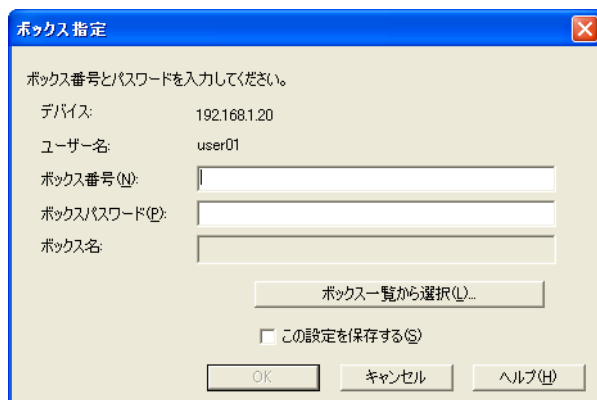 ボックス指定
ボックス番号とパスワードを入力してください。
デバイス: 192.168.1.20
ユーザー名: user01
ボックス番号(N):
ボックスパスワード(P):
ボックス名:
ボックス一覧から選択(L)...
この設定を保存する(S)
OK キャンセル ヘルプ(H)